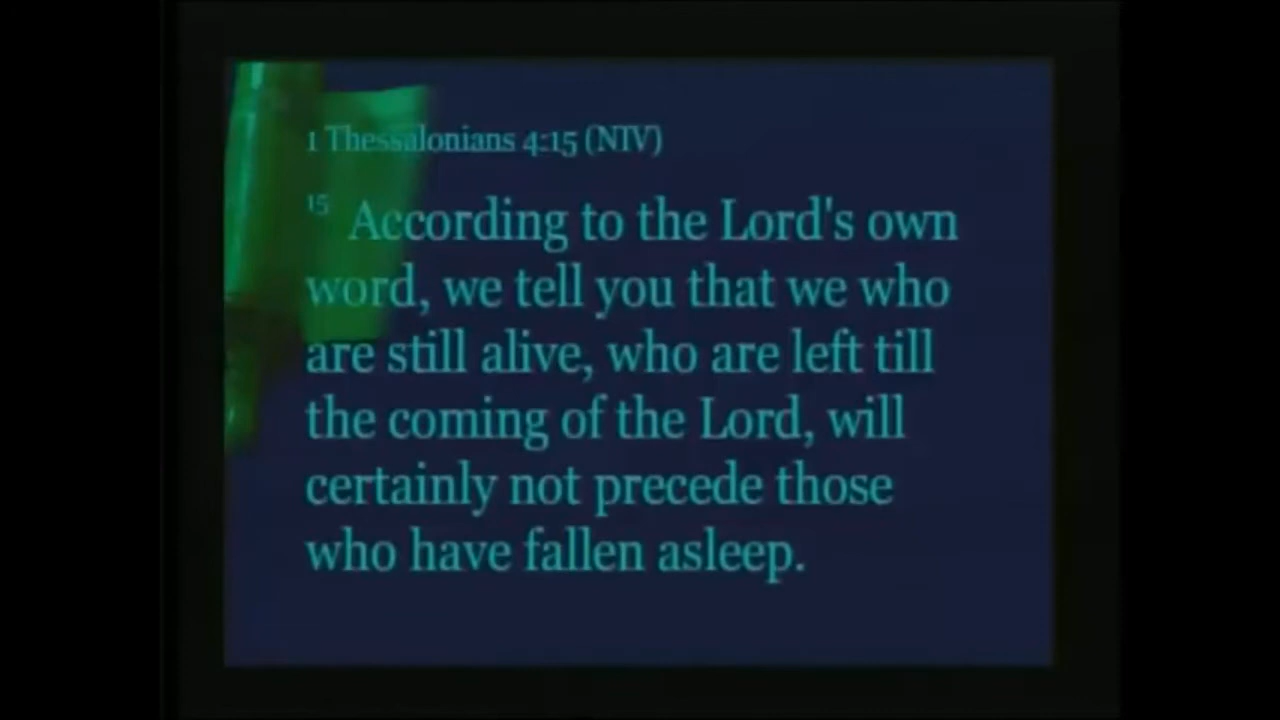 1 Thessalonians 4:15 (NIV)
15 According to the Lord's own
word, we tell you that we who
are still alive, who are left till
the coming of the Lord, will
certainly not precede those
who have fallen asleep.